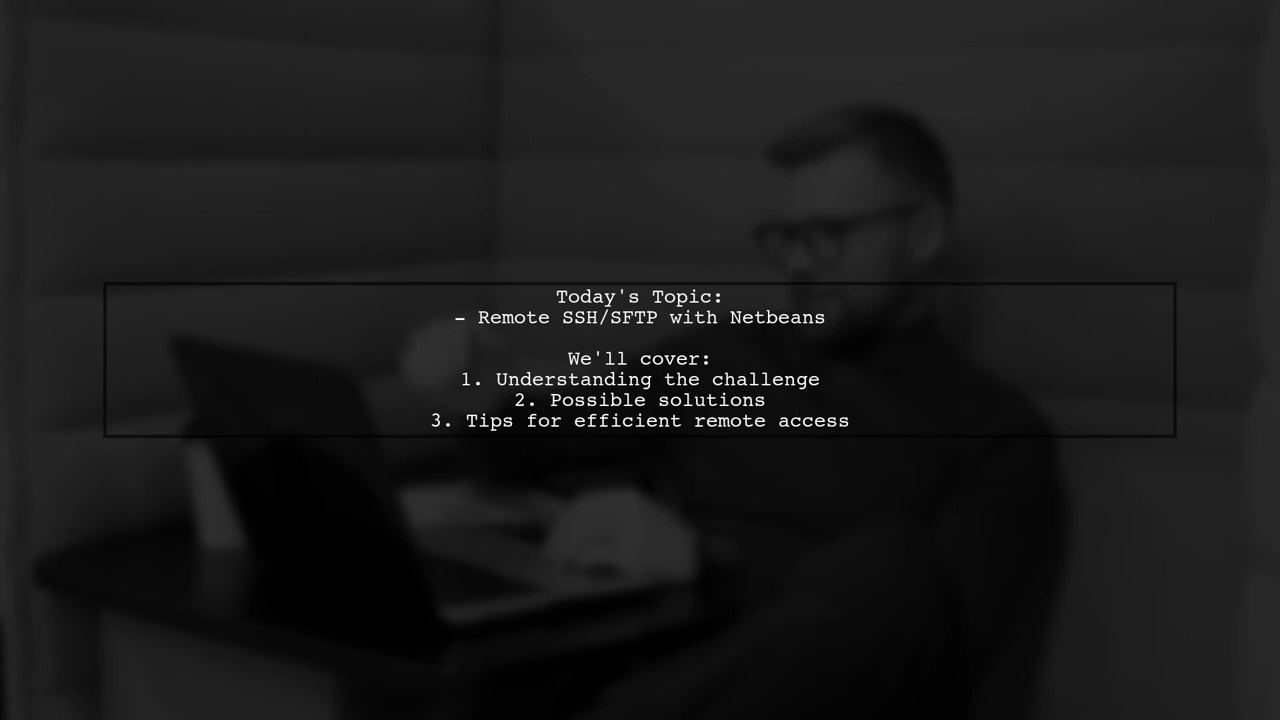 Today's Topic:
– Remote SSH/SFTP with Netbeans
We'll cover:
1. Understanding the challenge
2. Possible solutions
3. Tips for efficient remote access